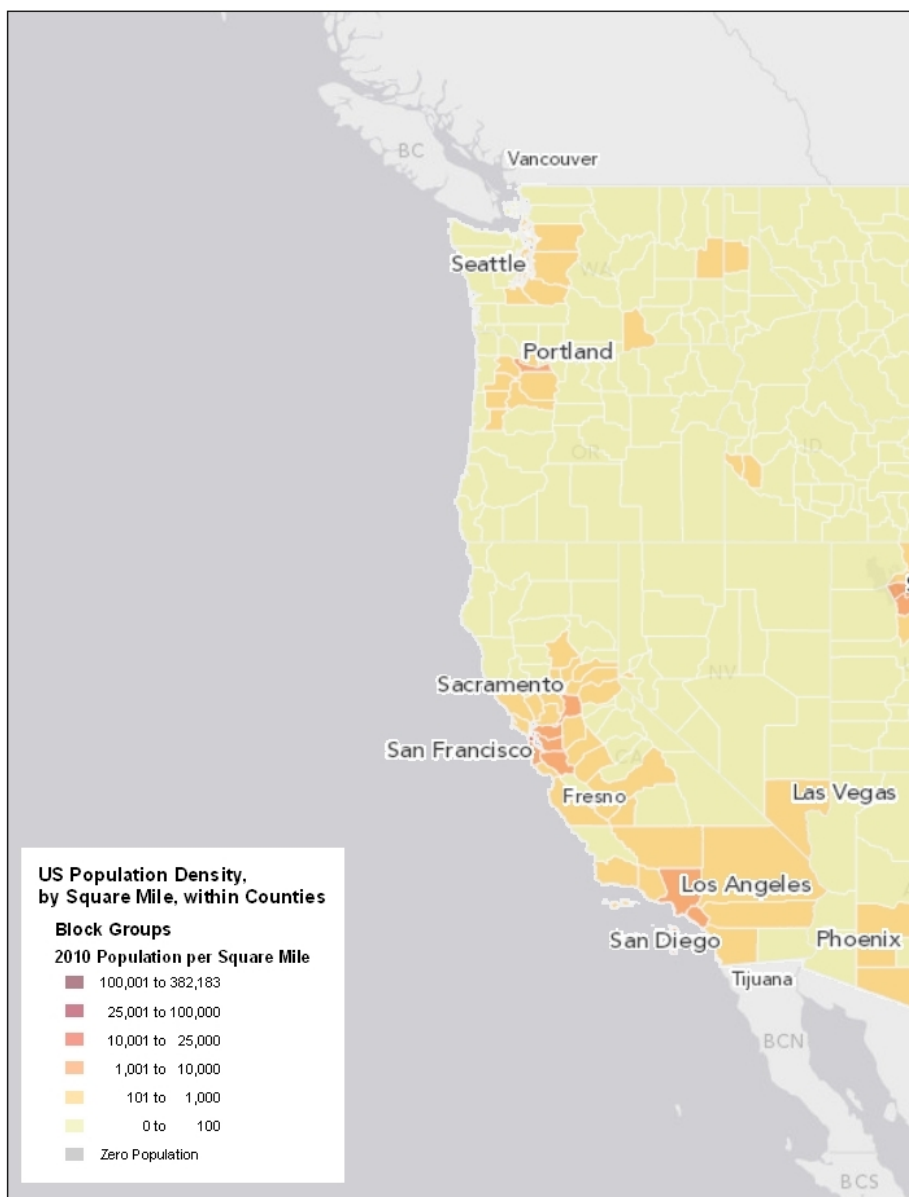 BC
Vancouver
Seattle
WA
Portland
OR
ID
S
Sacramento
NV
San Francisco
CA
Las Vegas
Fresno
Los Angeles
San Diego
Phoenix
Tijuana
BCN
BCS
US Population Density,
by Square Mile, within Counties
Block Groups
2010 Population per Square Mile
100,001 to 382,183
25,001 to 100,000
10,001 to 25,000
1,001 to 10,000
101 to 1,000
0 to 100
Zero Population